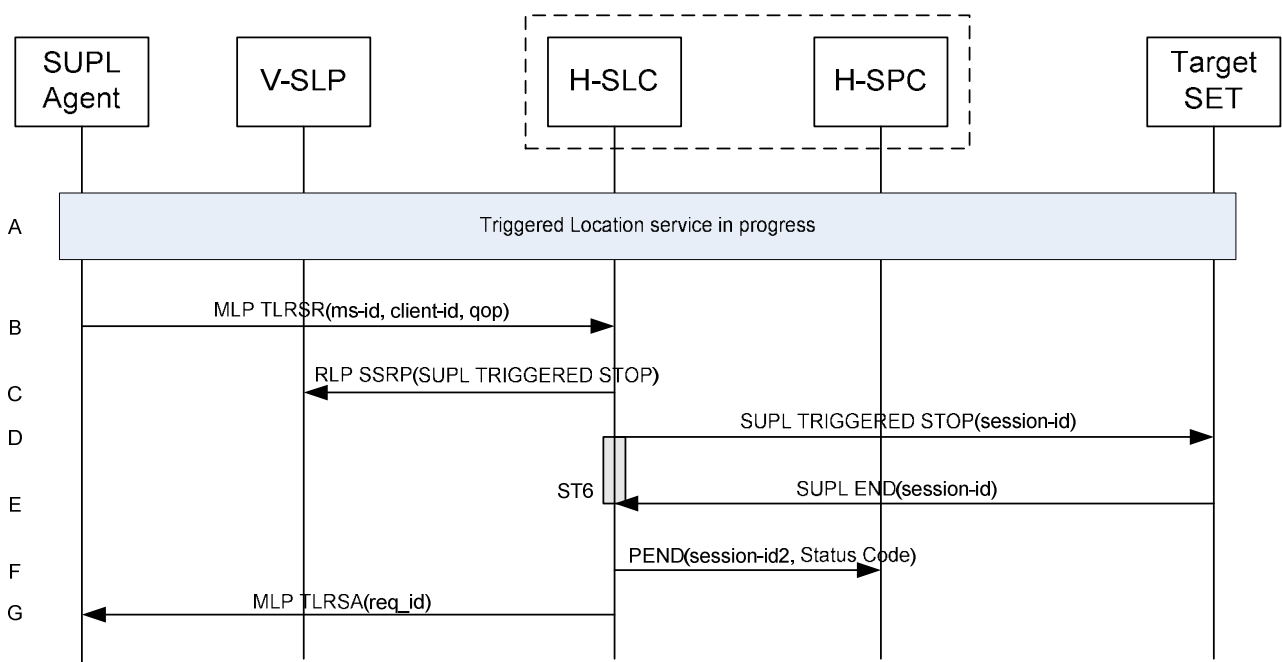 SUPL
Agent
V-SLP
H-SLC
H-SPC
Target
SET
A
Triggered Location service in progress
B
MLP TLRSR(ms-id, client-id, qop)
C
RLP SSRP(SUPL TRIGGERED STOP)
D
SUPL TRIGGERED STOP(session-id)
ST6
E
SUPL END(session-id)
F
PEND(session-id2, Status Code)
G
MLP TLRSA(req_id)